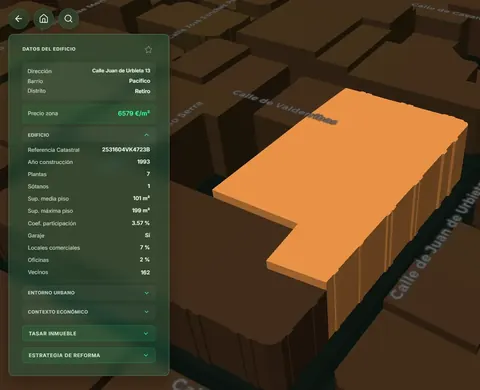 DATOS DEL EDIFICIO
Dirección Calle Juan de Urbieta 13
Barrio Pacífico
Distrito Retiro
Precio zona 6579 €/m²
EDIFICIO
Referencia Catastral 2531604VK4723B
Año construcción 1993
Plantas 7
Sótanos 1
Sup. media piso 101 m²
Sup. máxima piso 199 m²
Coef. participación 3.57 %
Garaje Sí
Locales comerciales 7 %
Oficinas 2 %
Vecinos 162
ENTORNO URBANO
CONTEXTO ECONÓMICO
TASAR INMUEBLE
ESTRATEGIA DE REFORMA
Calle de
Serra
Calle de Juan de Urbieta
Calle